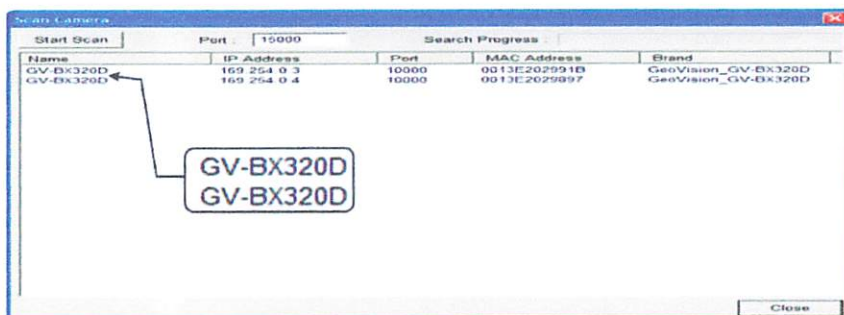 Scan Camera
Start Scan Port : 15000 Search Progress :
Name IP Address Port MAC Address Brand
GV-BX320D 169.254.0.3 10000 0013E202991B GeoVision_GV-BX320D
GV-BX320D 169.254.0.4 10000 0013E2029897 GeoVision_GV-BX320D
GV-BX320D
GV-BX320D
Close